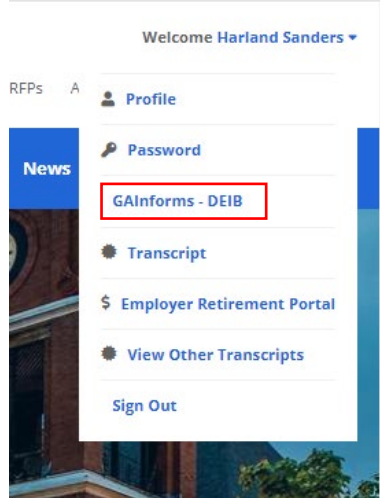 Welcome Harland Sanders
RFPs A
Profile
News
Password
GAInforms - DEIB
Transcript
$ Employer Retirement Portal
View Other Transcripts
Sign Out